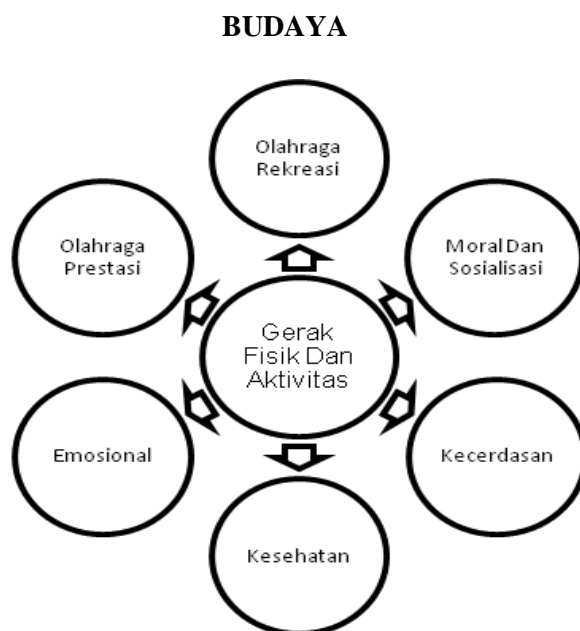 BUDAYA
Olahraga
Rekreasi
Olahraga
Prestasi
Moral Dan
Sosialisasi
Gerak
Fisik Dan
Aktivitas
Emosional
Kecerdasan
Kesehatan